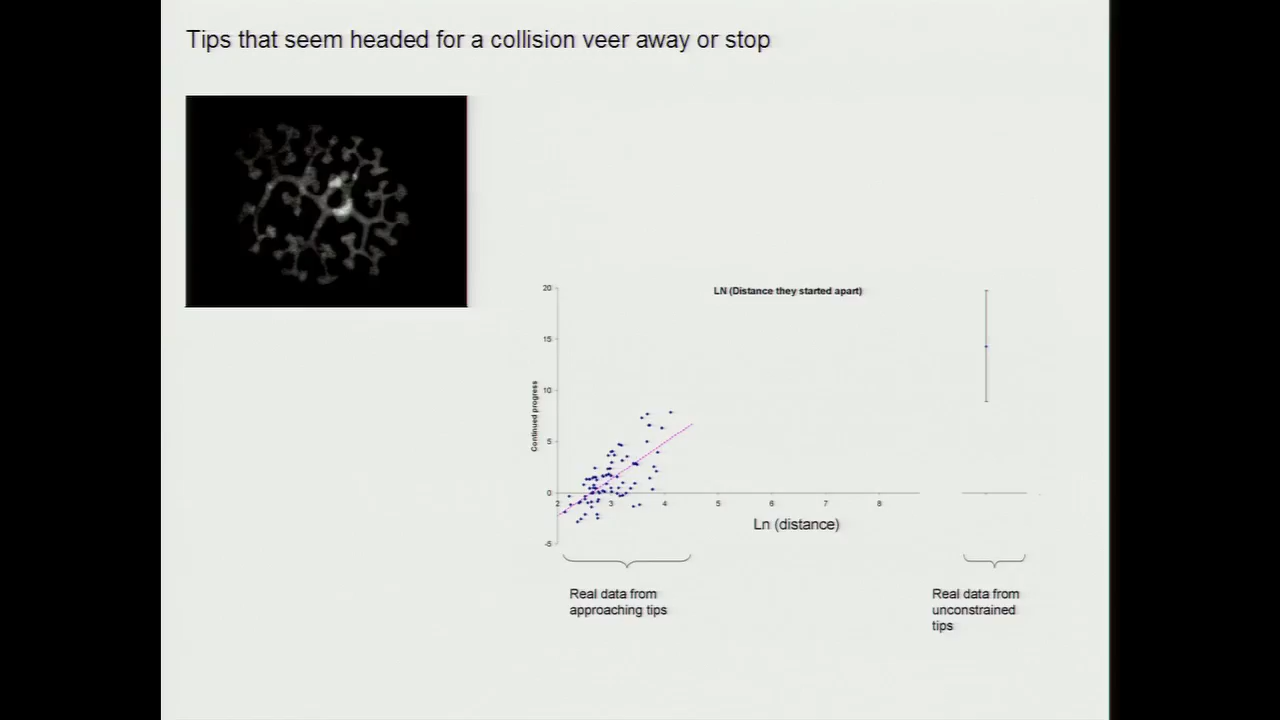 Tips that seem headed for a collision veer away or stop
LN (Distance they started apart)
Continued progress
20
15
10
5
0
-5
2
3
4
5
6
7
8
Ln (distance)
Real data from
approaching tips
Real data from
unconstrained
tips